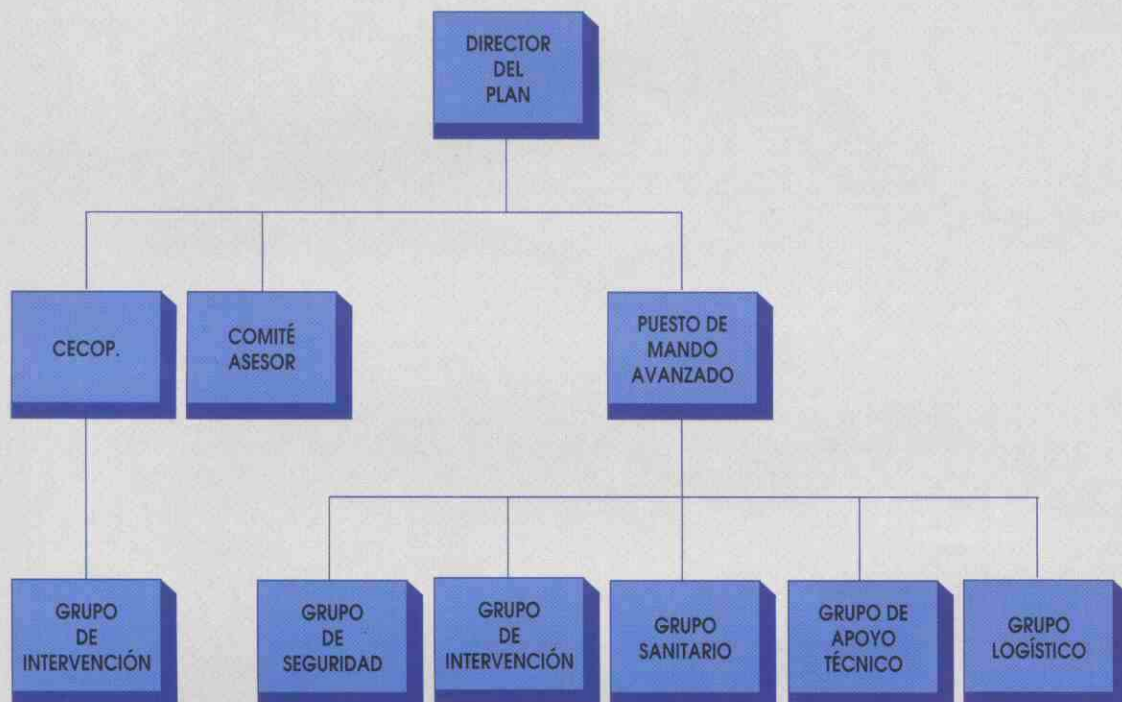 DIRECTOR
DEL
PLAN
CECOP.
COMITÉ
ASESOR
PUESTO DE
MANDO
AVANZADO
GRUPO
DE
INTERVENCIÓN
GRUPO
DE
SEGURIDAD
GRUPO
DE
INTERVENCIÓN
GRUPO
SANITARIO
GRUPO DE
APOYO
TÉCNICO
GRUPO
LOGÍSTICO